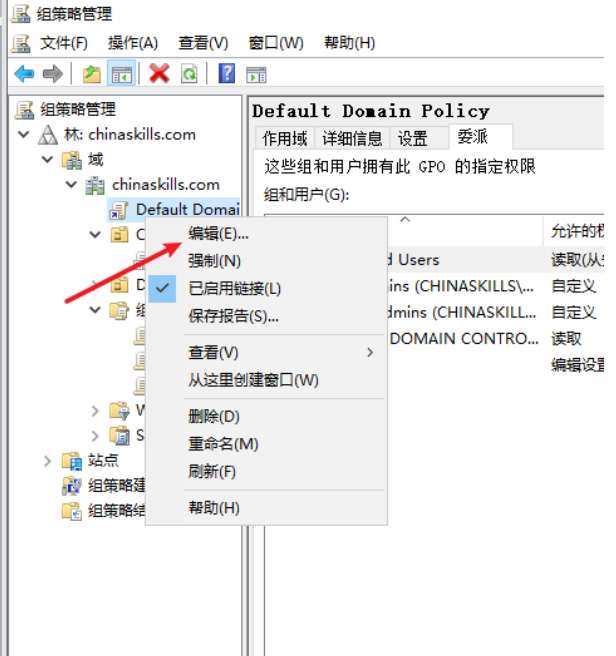 组策略管理
文件(F) 操作(A) 查看(V) 窗口(W) 帮助(H)
组策略管理
林: chinaskills.com
域
chinaskills.com
Default Domai
C
D
组
W
S
站点
组策略建
组策略结
Default Domain Policy
作用域 详细信息 设置 委派
这些组和用户拥有此 GPO 的指定权限
组和用户(G):
允许的权
d Users 读取(从安
ins (CHINASKILLS\... 自定义
dmins (CHINASKILL... 自定义
DOMAIN CONTRO... 读取
编辑设置
编辑(E)...
强制(N)
已启用链接(L)
保存报告(S)...
查看(V)
从这里创建窗口(W)
删除(D)
重命名(M)
刷新(F)
帮助(H)